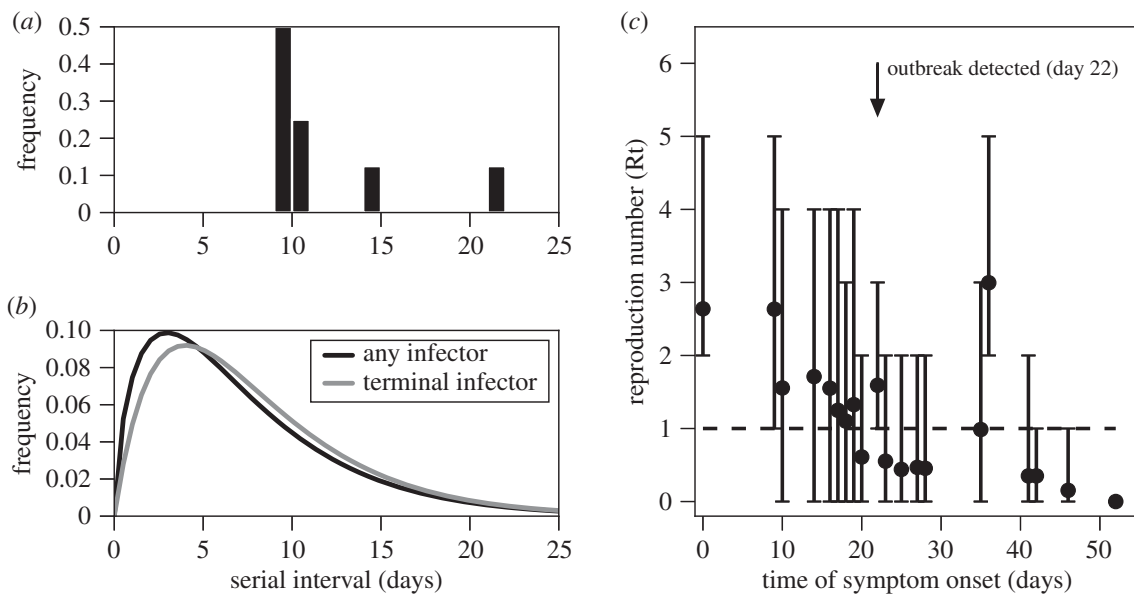 (a)
0.5
0.4
0.3
0.2
0.1
0
frequency
0 5 10 15 20 25
(b)
0.10
0.08
0.06
0.04
0.02
0
frequency
any infector
terminal infector
0 5 10 15 20 25
serial interval (days)
(c)
6
5
4
3
2
1
0
reproduction number (Rt)
outbreak detected (day 22)
0 10 20 30 40 50
time of symptom onset (days)